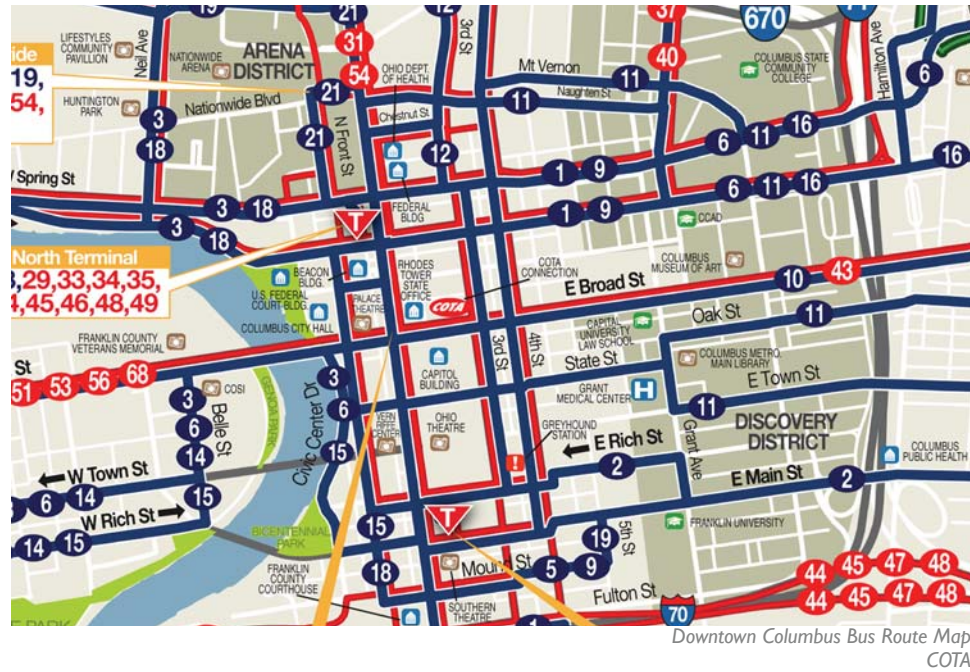 19
21
12
3rd St
37
670
71
LIFESTYLES
COMMUNITY
PAVILLION
Neil Ave
ARENA
DISTRICT
31
OHIO DEPT.
OF HEALTH
40
COLUMBUS STATE
COMMUNITY
COLLEGE
Hamilton Ave
6
ide
19,
54,
NATIONWIDE
ARENA
54
Mt Vernon
11
Naughten St
HUNTINGTON
PARK
Nationwide Blvd
21
Chestnut St
11
3
21
N Front St
12
6
11
16
18
1
9
16
Spring St
FEDERAL
BLDG
6
11
16
3
18
T
1
9
CCAD
3
18
North Terminal
29,33,34,35,
45,46,48,49
BEACON
BLDG.
U.S. FEDERAL
COURT BLDG.
COLUMBUS CITY HALL
PALACE
THEATRE
RHODES
TOWER
STATE
OFFICE
COTA
COTA
CONNECTION
COLUMBUS
MUSEUM OF ART
E Broad St
10
43
FRANKLIN COUNTY
VETERANS MEMORIAL
CAPITAL
UNIVERSITY
LAW SCHOOL
Oak St
11
3rd St
4th St
State St
St
51
53
56
68
COSI
GENOA PARK
3
CAPITOL
BUILDING
COLUMBUS METRO.
MAIN LIBRARY
GRANT
MEDICAL CENTER
H
E Town St
3
Belle St
6
Civic Center Dr
6
VERN
RIFFE
CENTER
OHIO
THEATRE
GREYHOUND
STATION
11
DISCOVERY
DISTRICT
14
15
E Rich St
Grant Ave
COLUMBUS
PUBLIC HEALTH
W Town St
2
E Main St
2
6
14
15
W Rich St
15
T
FRANKLIN UNIVERSITY
14
15
BICENTENNIAL
PARK
19
5th St
18
Mound St
5
9
FRANKLIN
COUNTY
COURTHOUSE
SOUTHERN
THEATRE
Fulton St
44
45
47
48
44
45
47
48
70
1
PARK
Downtown Columbus Bus Route Map
COTA